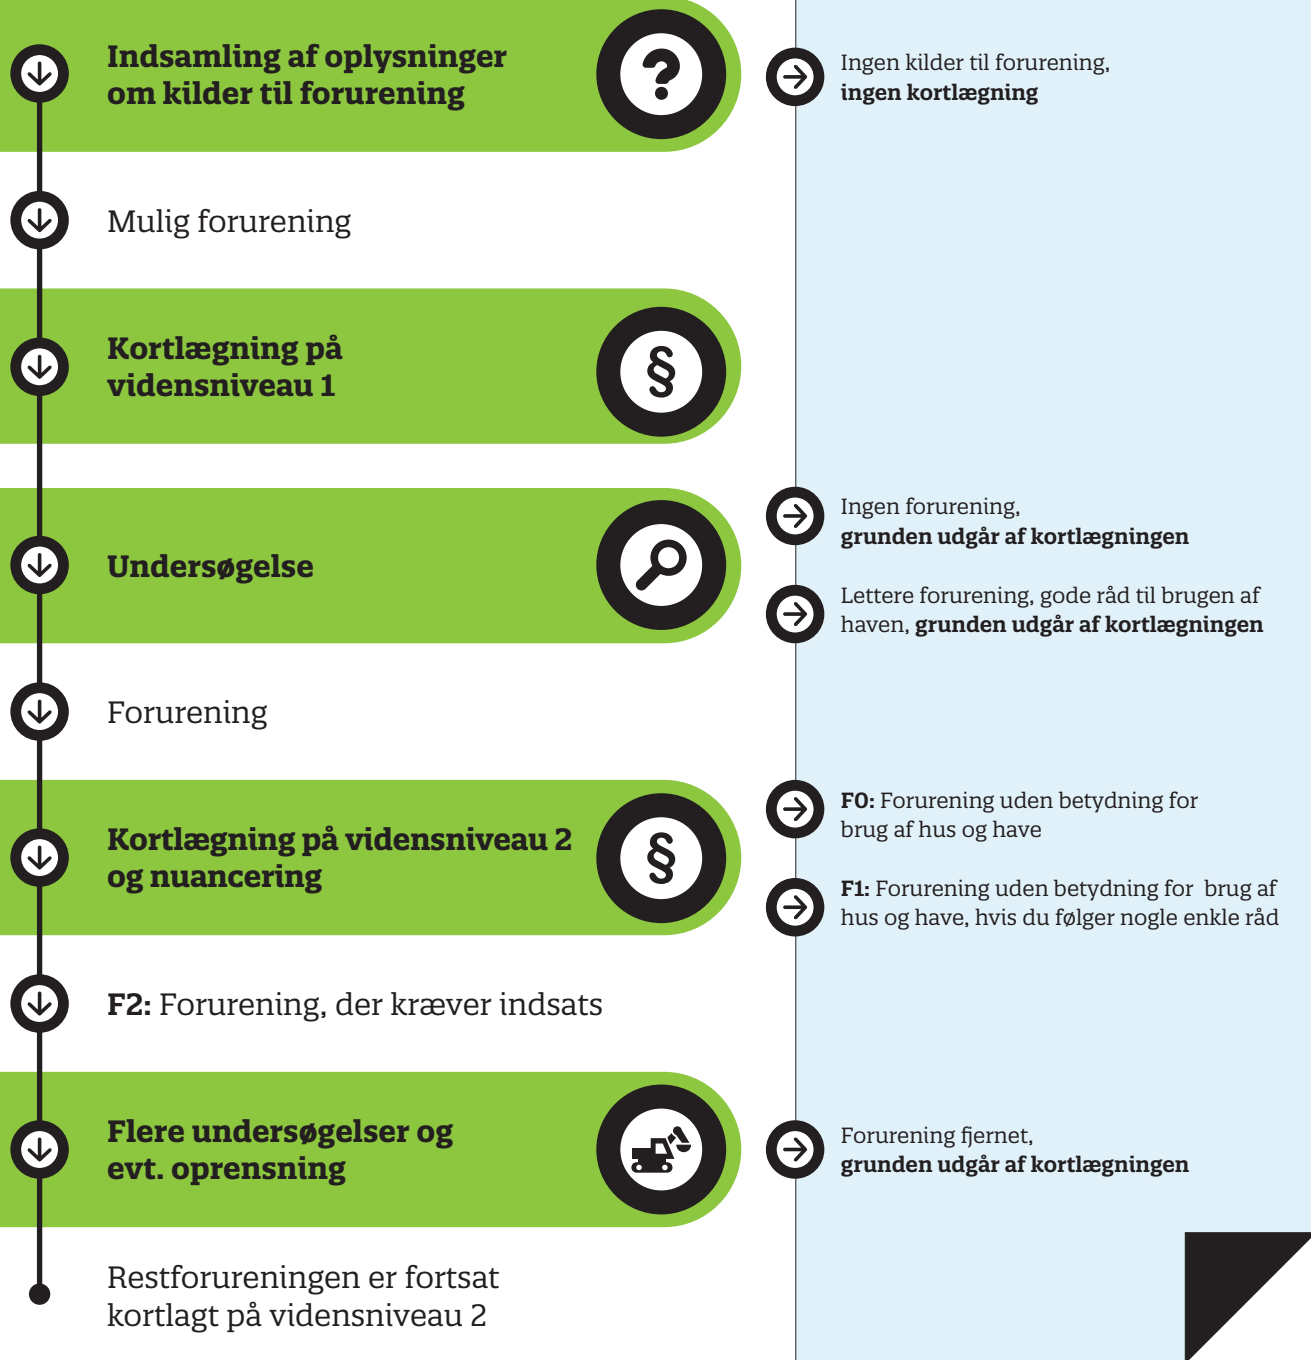 Indsamling af oplysninger
om kilder til forurening
?
Ingen kilder til forurening,
ingen kortlægning
Mulig forurening
Kortlægning på
vidensniveau 1
§
Undersøgelse
Ingen forurening,
grunden udgår af kortlægningen
Lettere forurening, gode råd til brugen af
haven, grunden udgår af kortlægningen
Forurening
Kortlægning på vidensniveau 2
og nuancering
§
F0: Forurening uden betydning for
brug af hus og have
F1: Forurening uden betydning for brug af
hus og have, hvis du følger nogle enkle råd
F2: Forurening, der kræver indsats
Flere undersøgelser og
evt. oprensning
Forurening fjernet,
grunden udgår af kortlægningen
Restforureningen er fortsat
kortlagt på vidensniveau 2